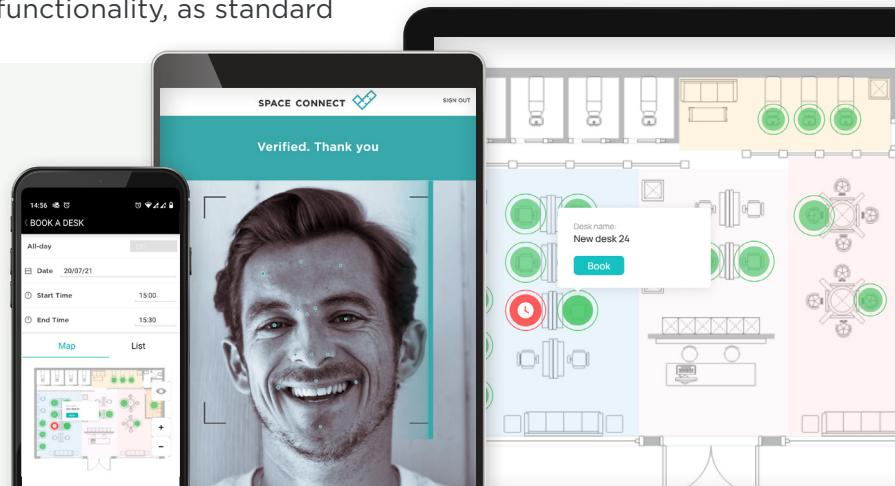 functionality, as standard
SPACE CONNECT
SIGN OUT
Verified. Thank you
14:56
BOOK A DESK
All-day
Date 20/07/21
Start Time 15:00
End Time 15:30
Map List
+
-
Desk name:
New desk 24
Book